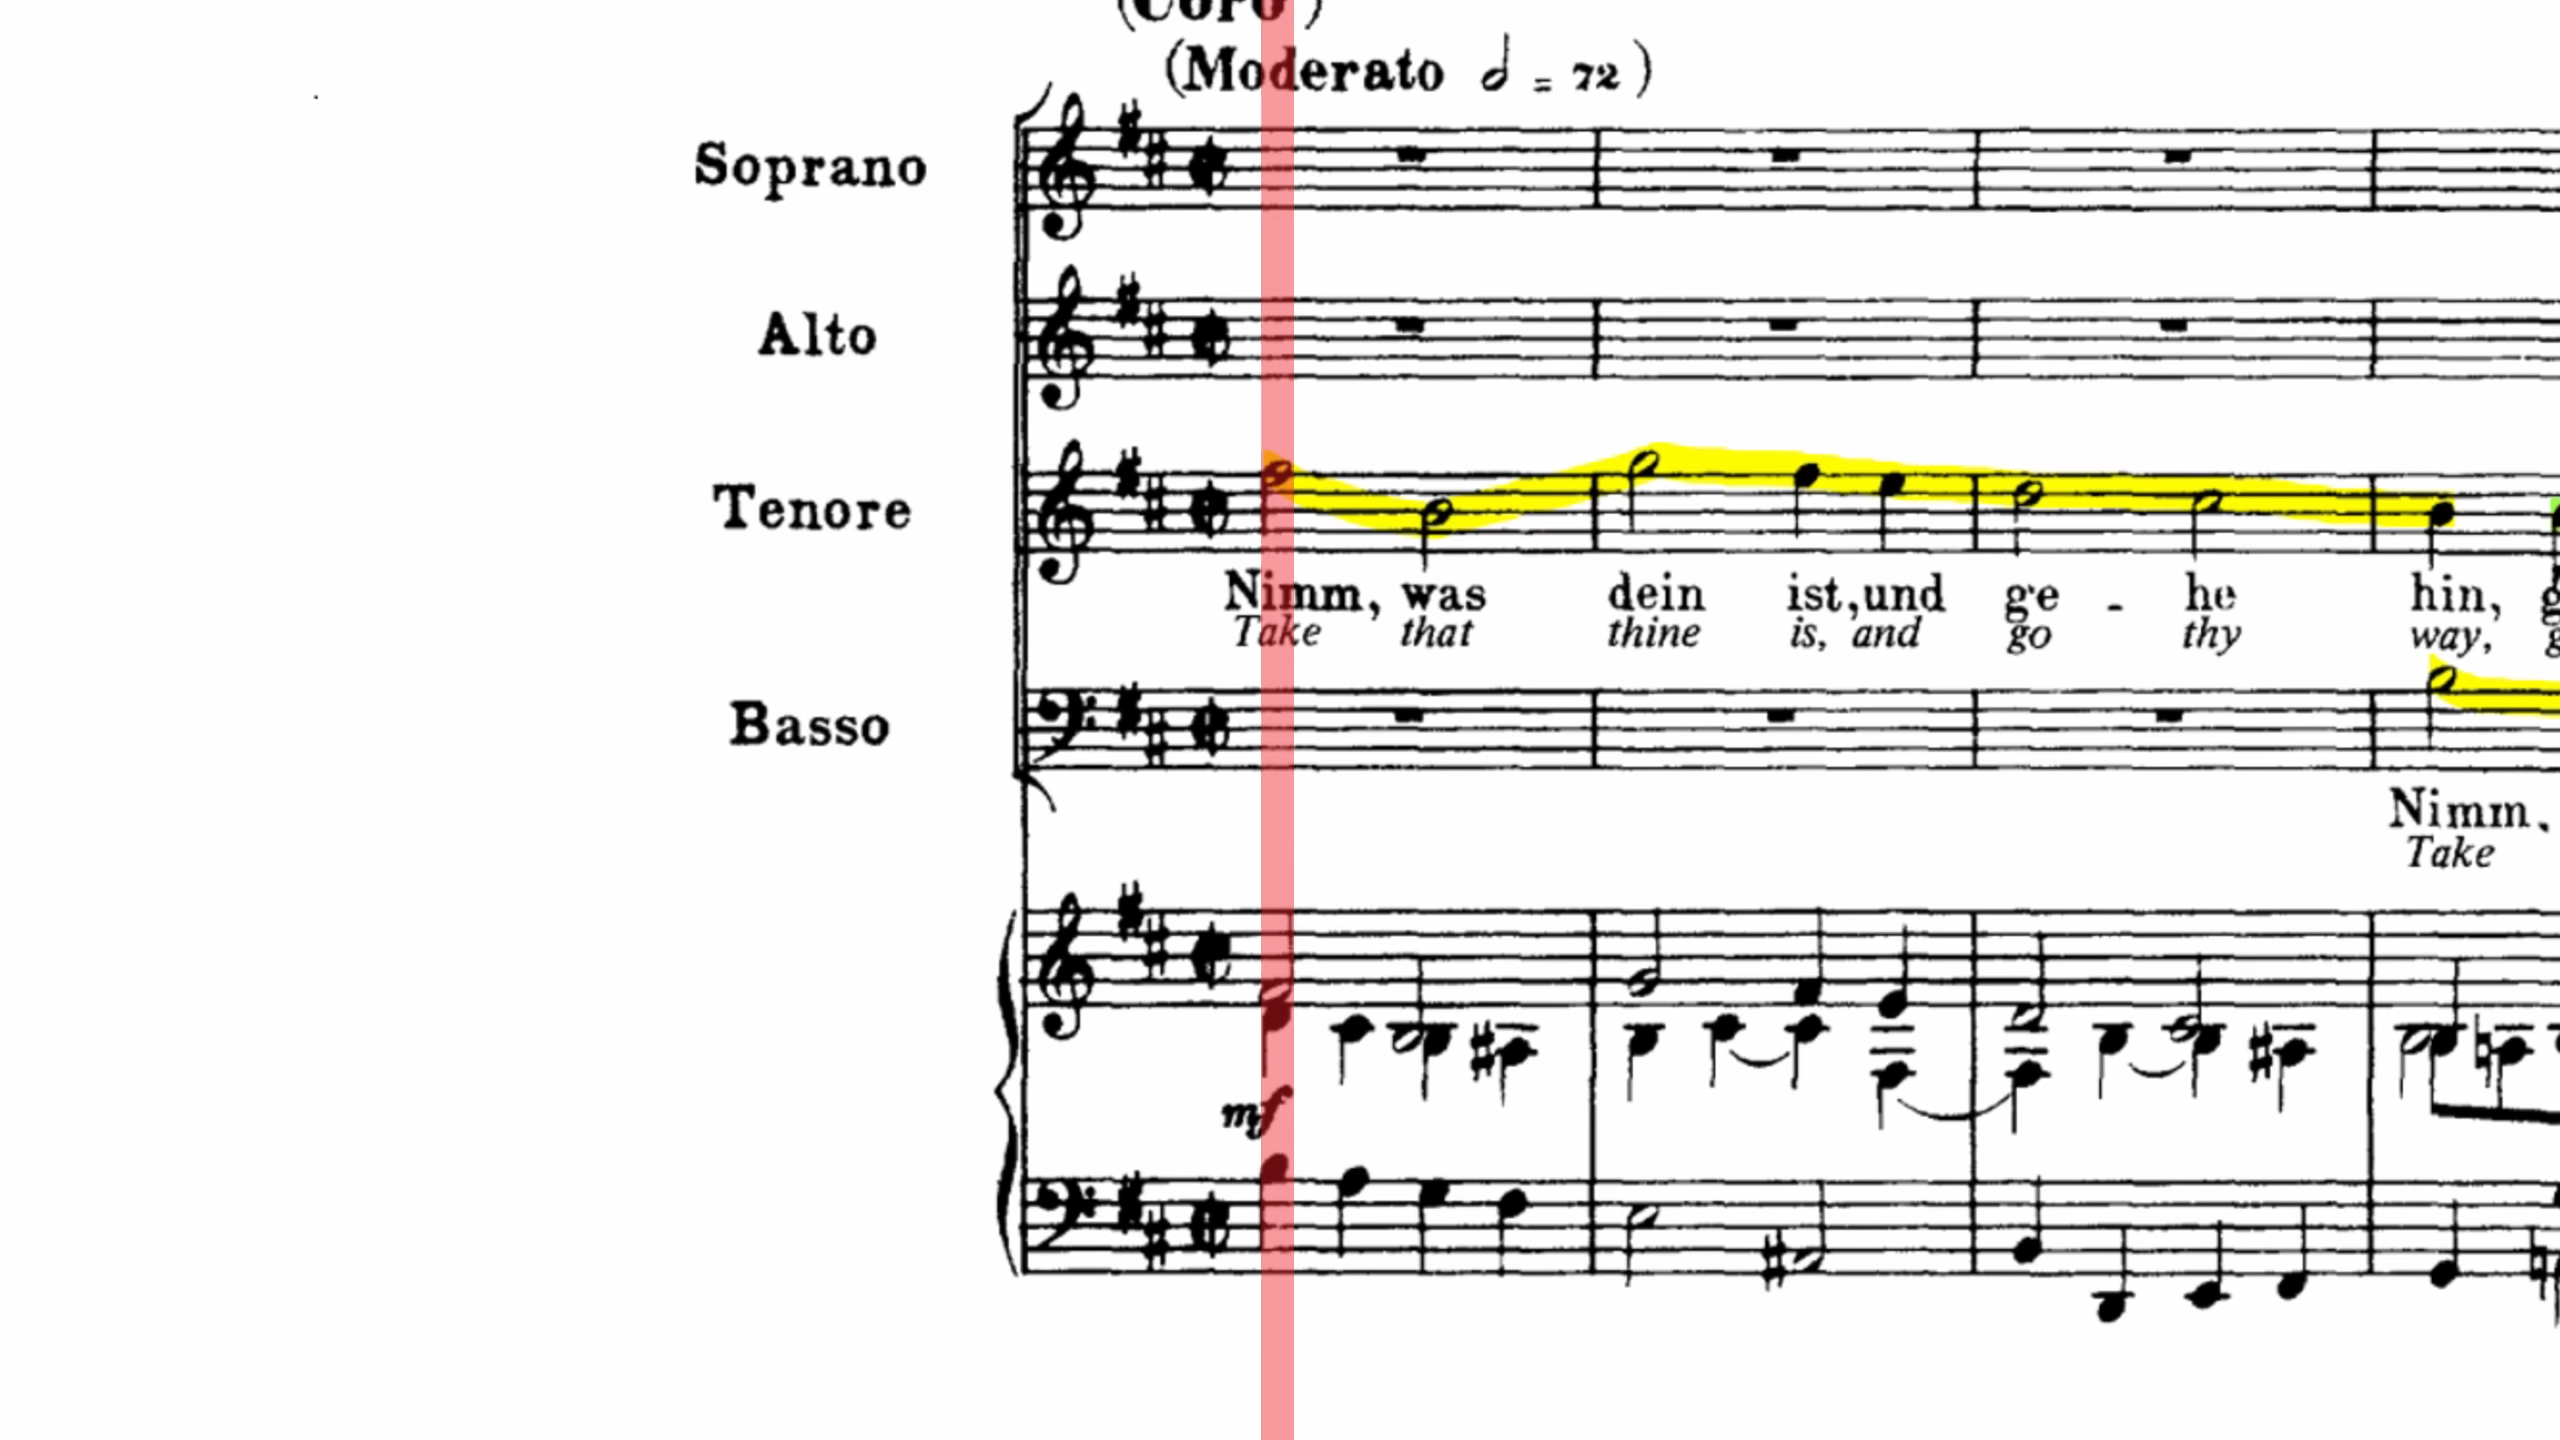 (Coro)
(Moderato = 72)
Soprano
Alto
Tenore
Nimm, was dein ist, und ge - he hin,
Take that thine is, and go thy way,
Basso
Nimm,
Take
mf